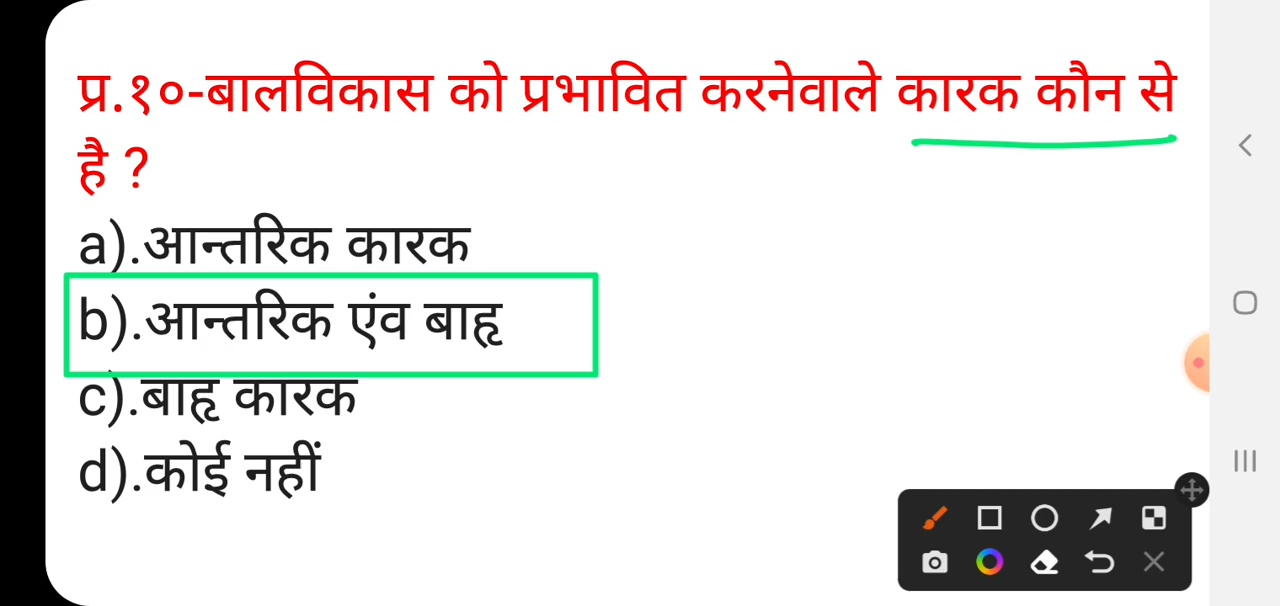 प्र.१०-बालविकास को प्रभावित करनेवाले कारक कौन से
है ?
a).आन्तरिक कारक
b).आन्तरिक एंव बाहृ
c).बाहृ कारक
d).कोई नहीं